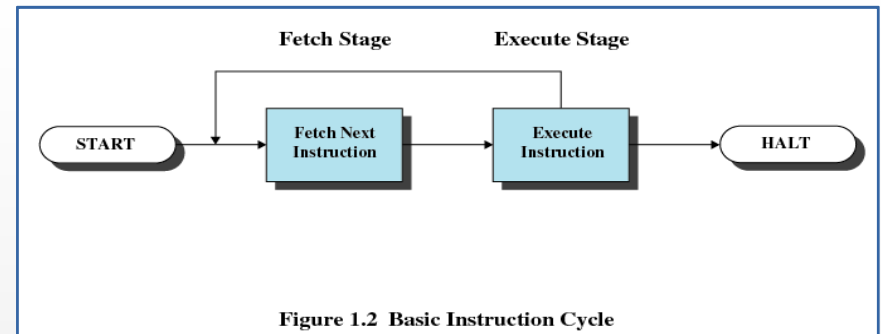 Fetch Stage
Execute Stage
START
Fetch Next
Instruction
Execute
Instruction
HALT
Figure 1.2 Basic Instruction Cycle